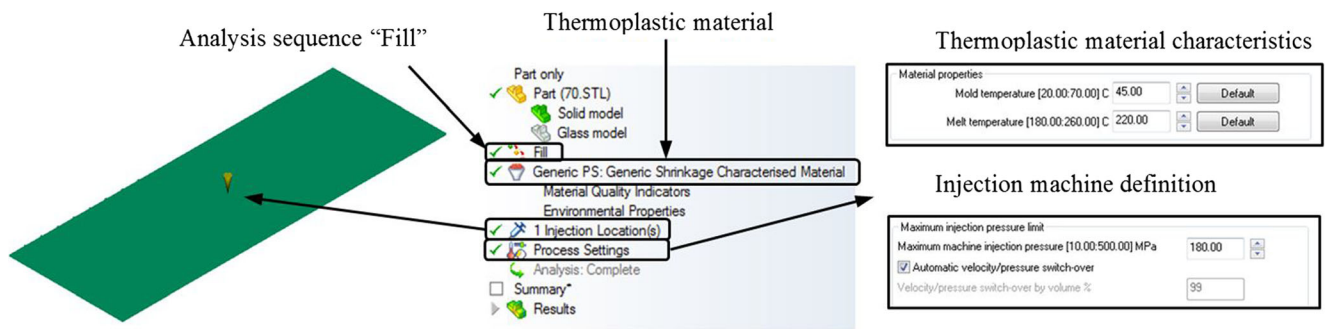 Analysis sequence “Fill”
Thermoplastic material
Part only
Part (70.STL)
Solid model
Glass model
Fill
Generic PS: Generic Shrinkage Characterised Material
Material Quality Indicators
Environmental Properties
1 Injection Location(s)
Process Settings
Analysis: Complete
Summary*
Results
Thermoplastic material characteristics
Material properties
Mold temperature [20.00:70.00] C 45.00 Default
Melt temperature [180.00:260.00] C 220.00 Default
Injection machine definition
Maximum injection pressure limit
Maximum machine injection pressure [10.00:500.00] MPa 180.00
Automatic velocity/pressure switch-over
Velocity/pressure switch-over by volume % 99